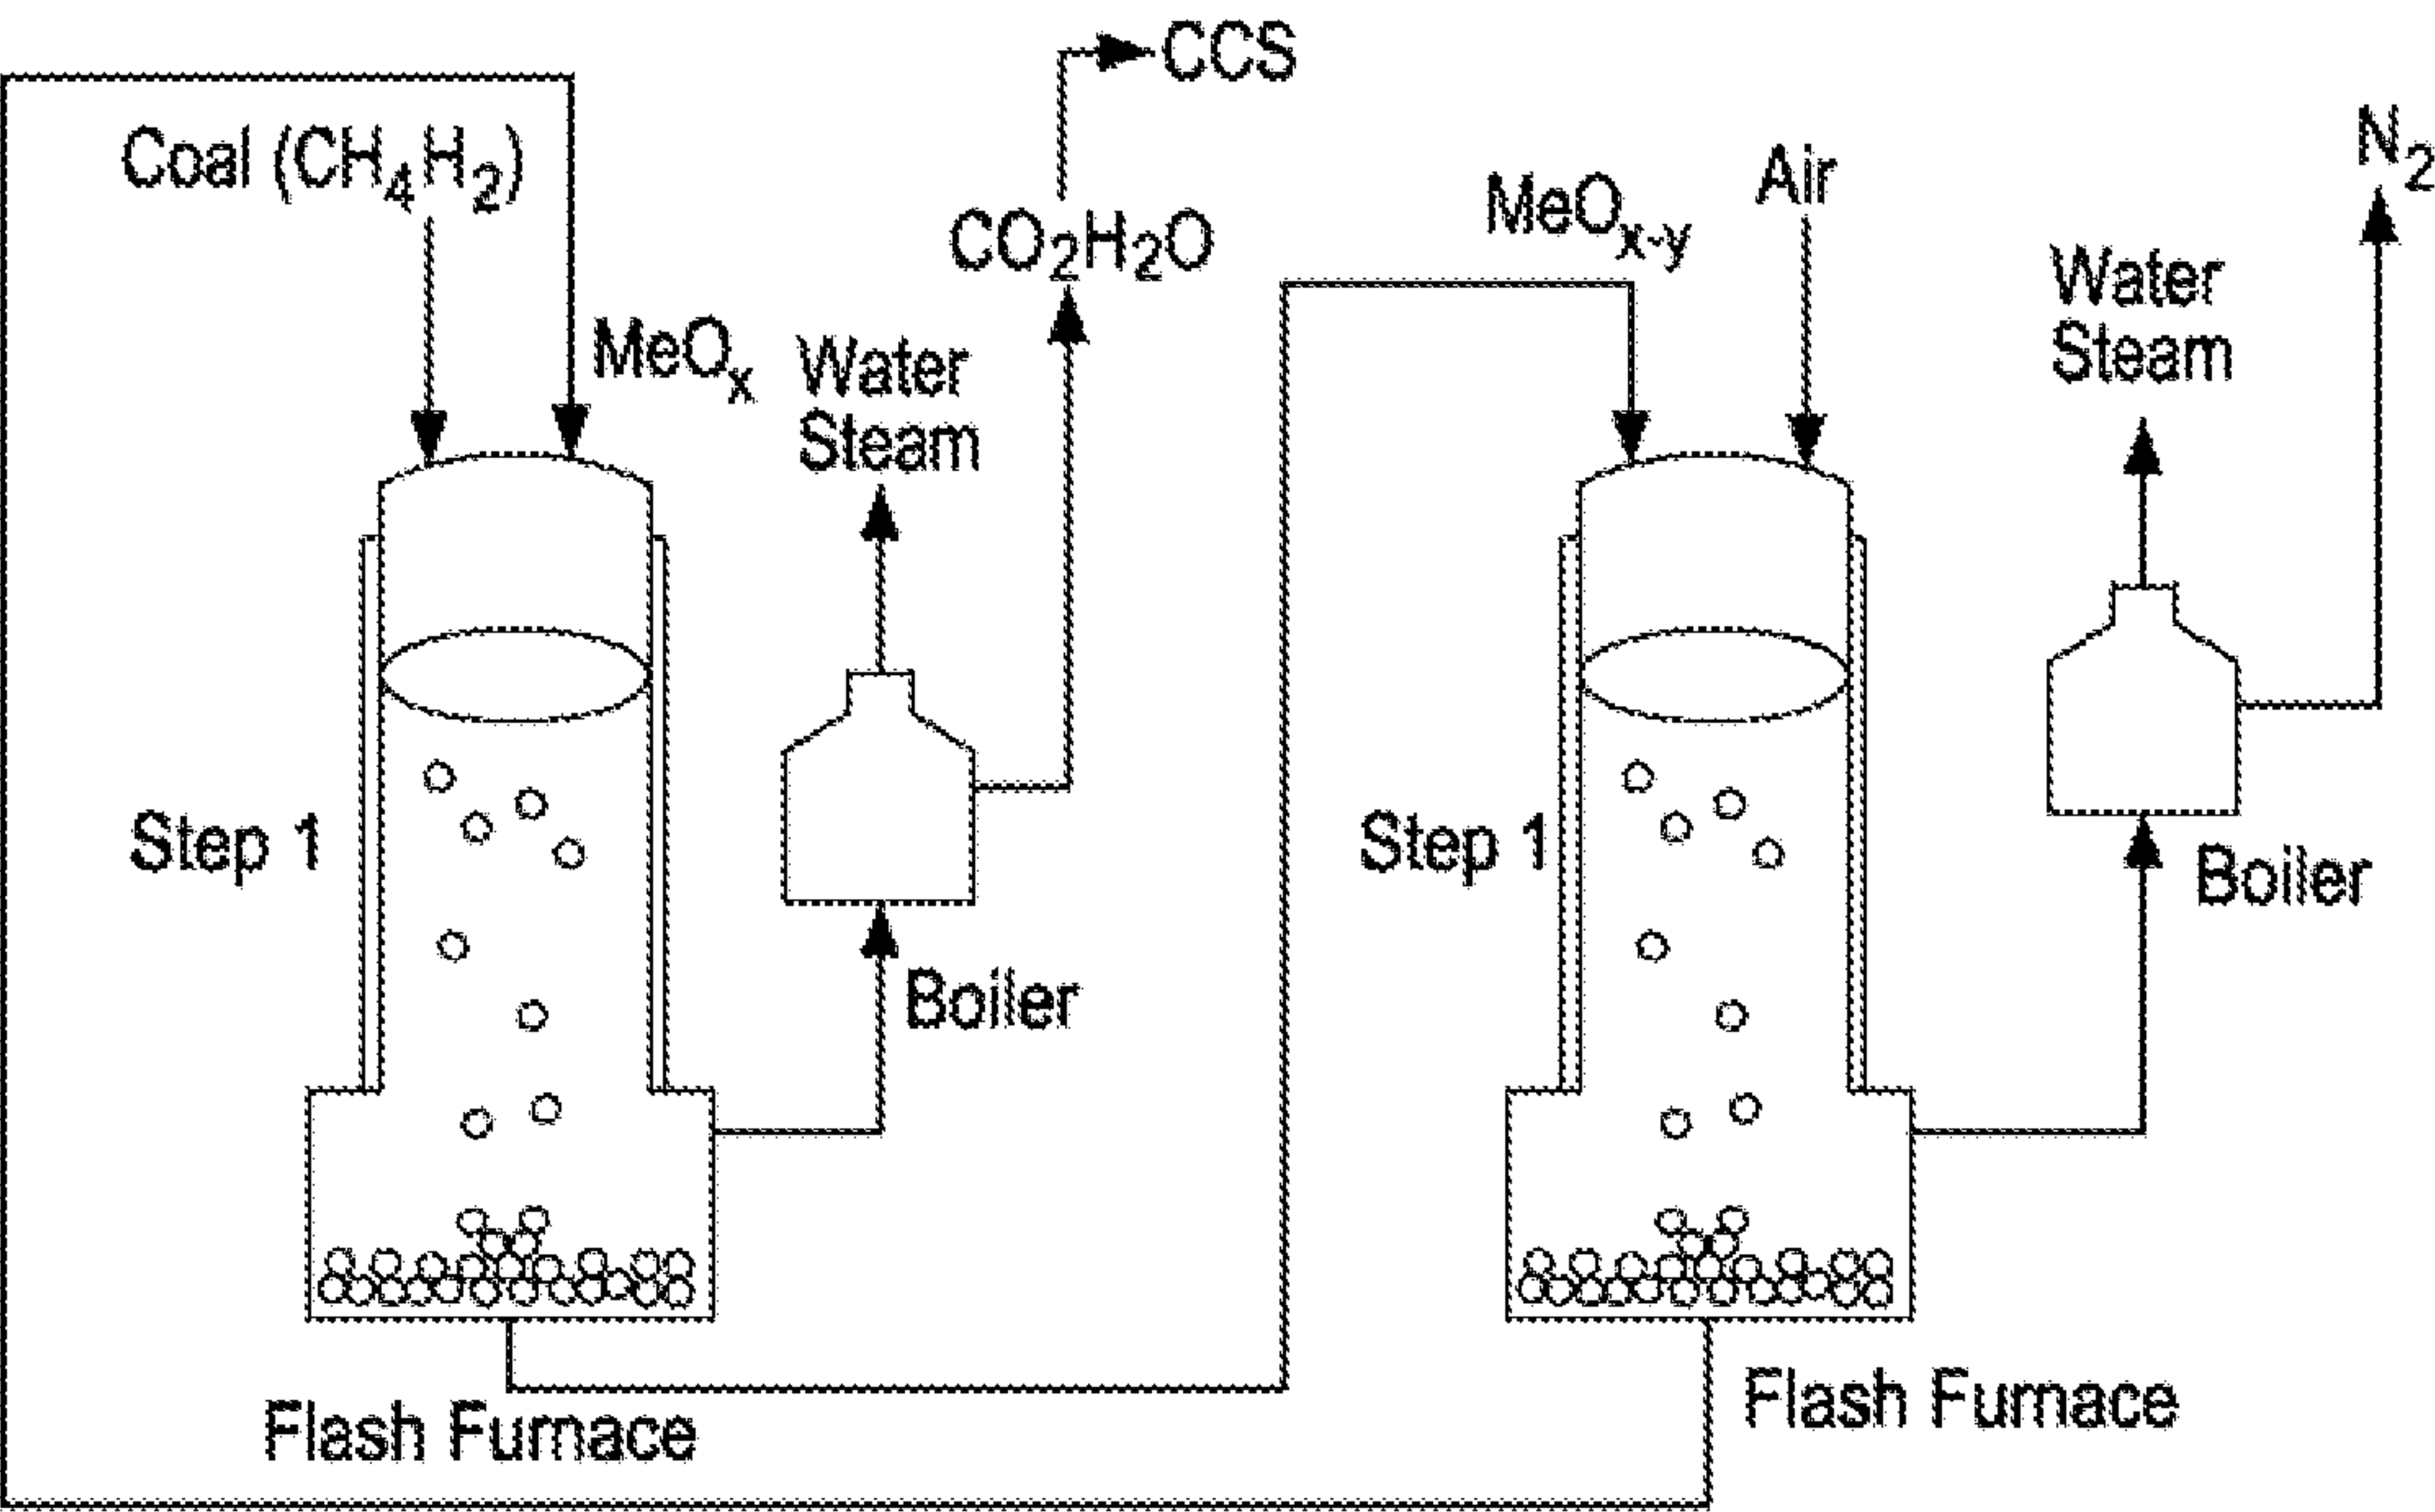 CCS
Coal (CH₄H₂)
CO₂H₂O
MeOₓ
Water
Steam
Step 1
Boiler
Flash Furnace
MeOₓ₋y
Air
N₂
Water
Steam
Step 1
Boiler
Flash Furnace